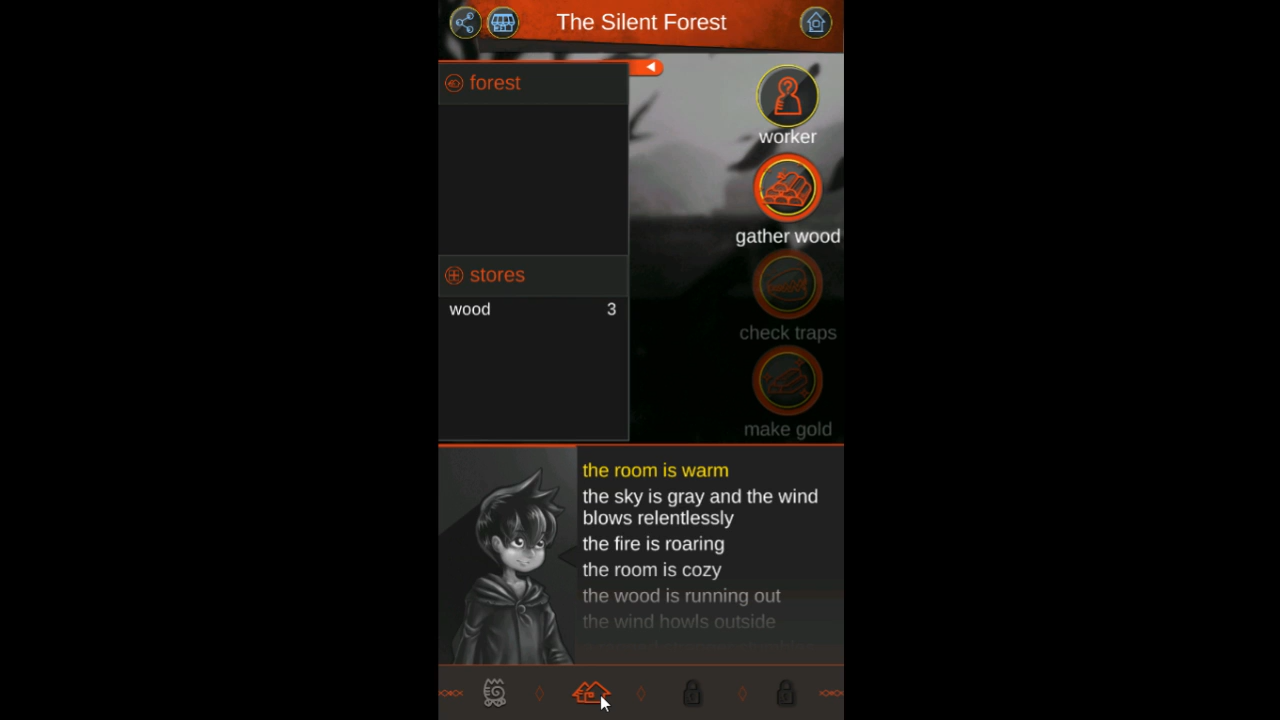 The Silent Forest
forest
worker
gather wood
stores
wood 3
check traps
make gold
the room is warm
the sky is gray and the wind
blows relentlessly
the fire is roaring
the room is cozy
the wood is running out
the wind howls outside